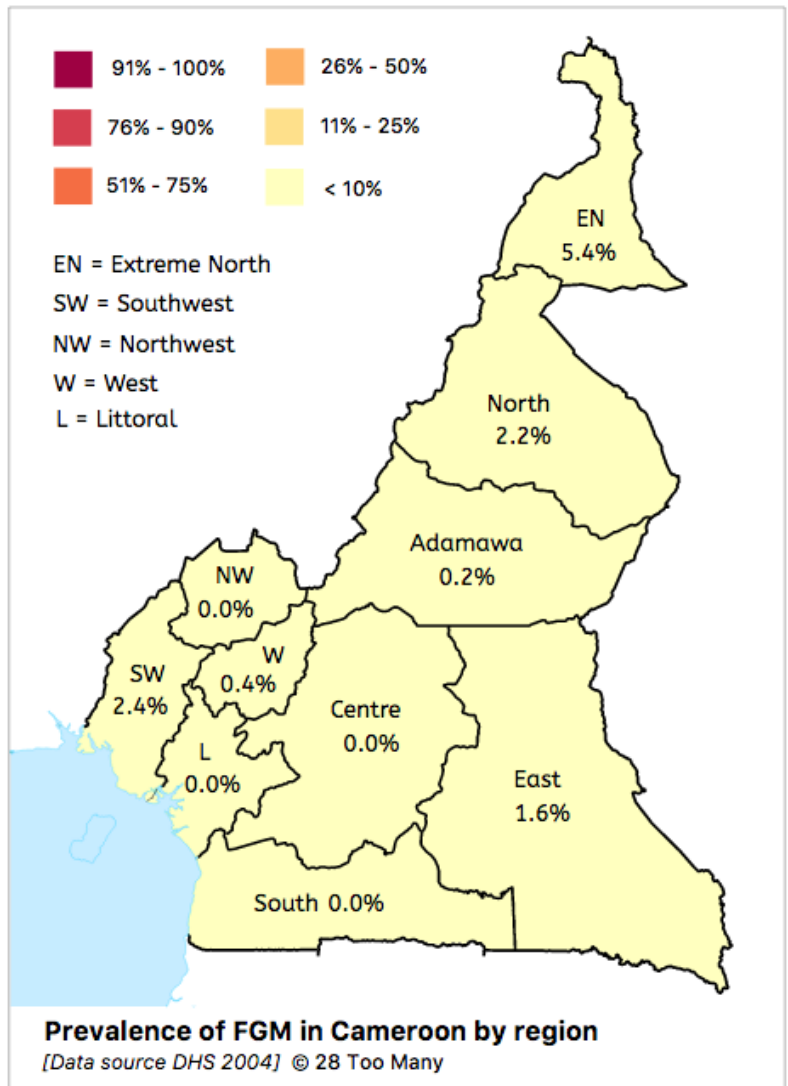 91% - 100%
26% - 50%
76% - 90%
11% - 25%
51% - 75%
< 10%
EN = Extreme North
SW = Southwest
NW = Northwest
W = West
L = Littoral
EN
5.4%
North
2.2%
Adamawa
0.2%
NW
0.0%
W
0.4%
SW
2.4%
Centre
0.0%
L
0.0%
East
1.6%
South 0.0%
Prevalence of FGM in Cameroon by region
[Data source DHS 2004] © 28 Too Many